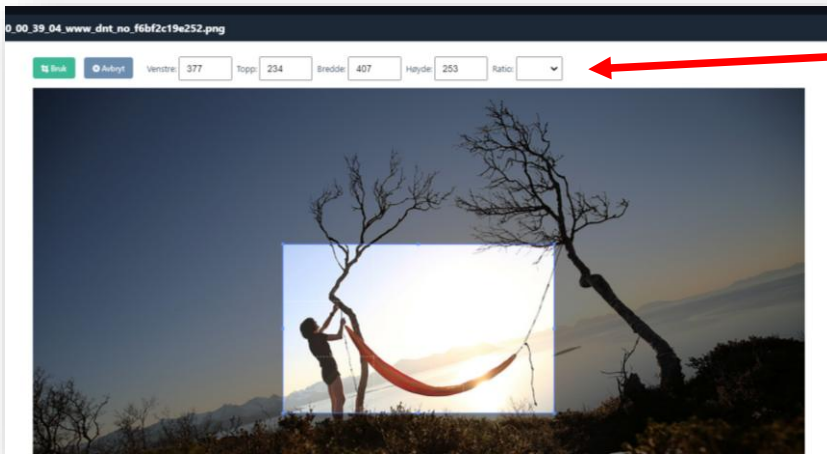 0_00_39_04_www_dnt_no_f6bf2c19e252.png
Bruk Avbryt Venstre: 377 Topp: 234 Bredde: 407 Høyde: 253 Ratio: